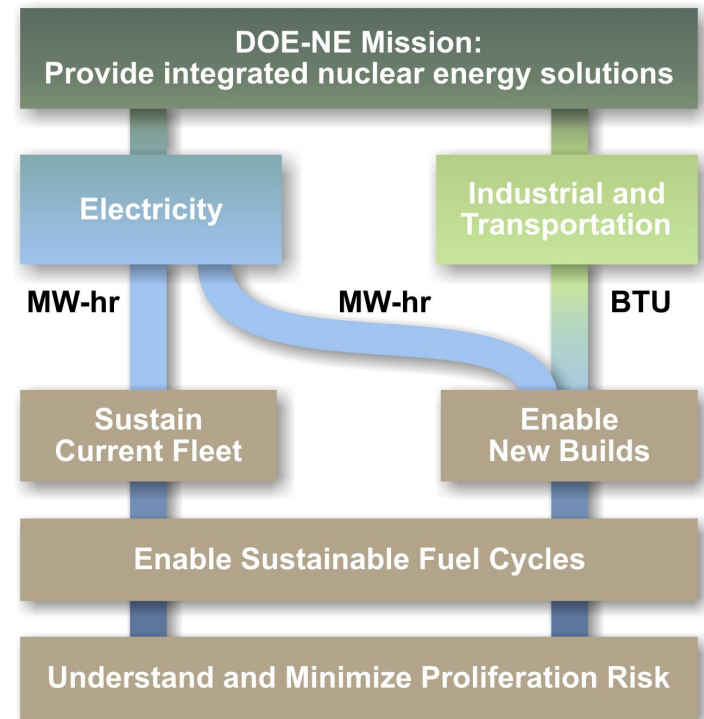 DOE-NE Mission:
Provide integrated nuclear energy solutions
Electricity
Industrial and
Transportation
MW-hr
MW-hr
BTU
Sustain
Current Fleet
Enable
New Builds
Enable Sustainable Fuel Cycles
Understand and Minimize Proliferation Risk